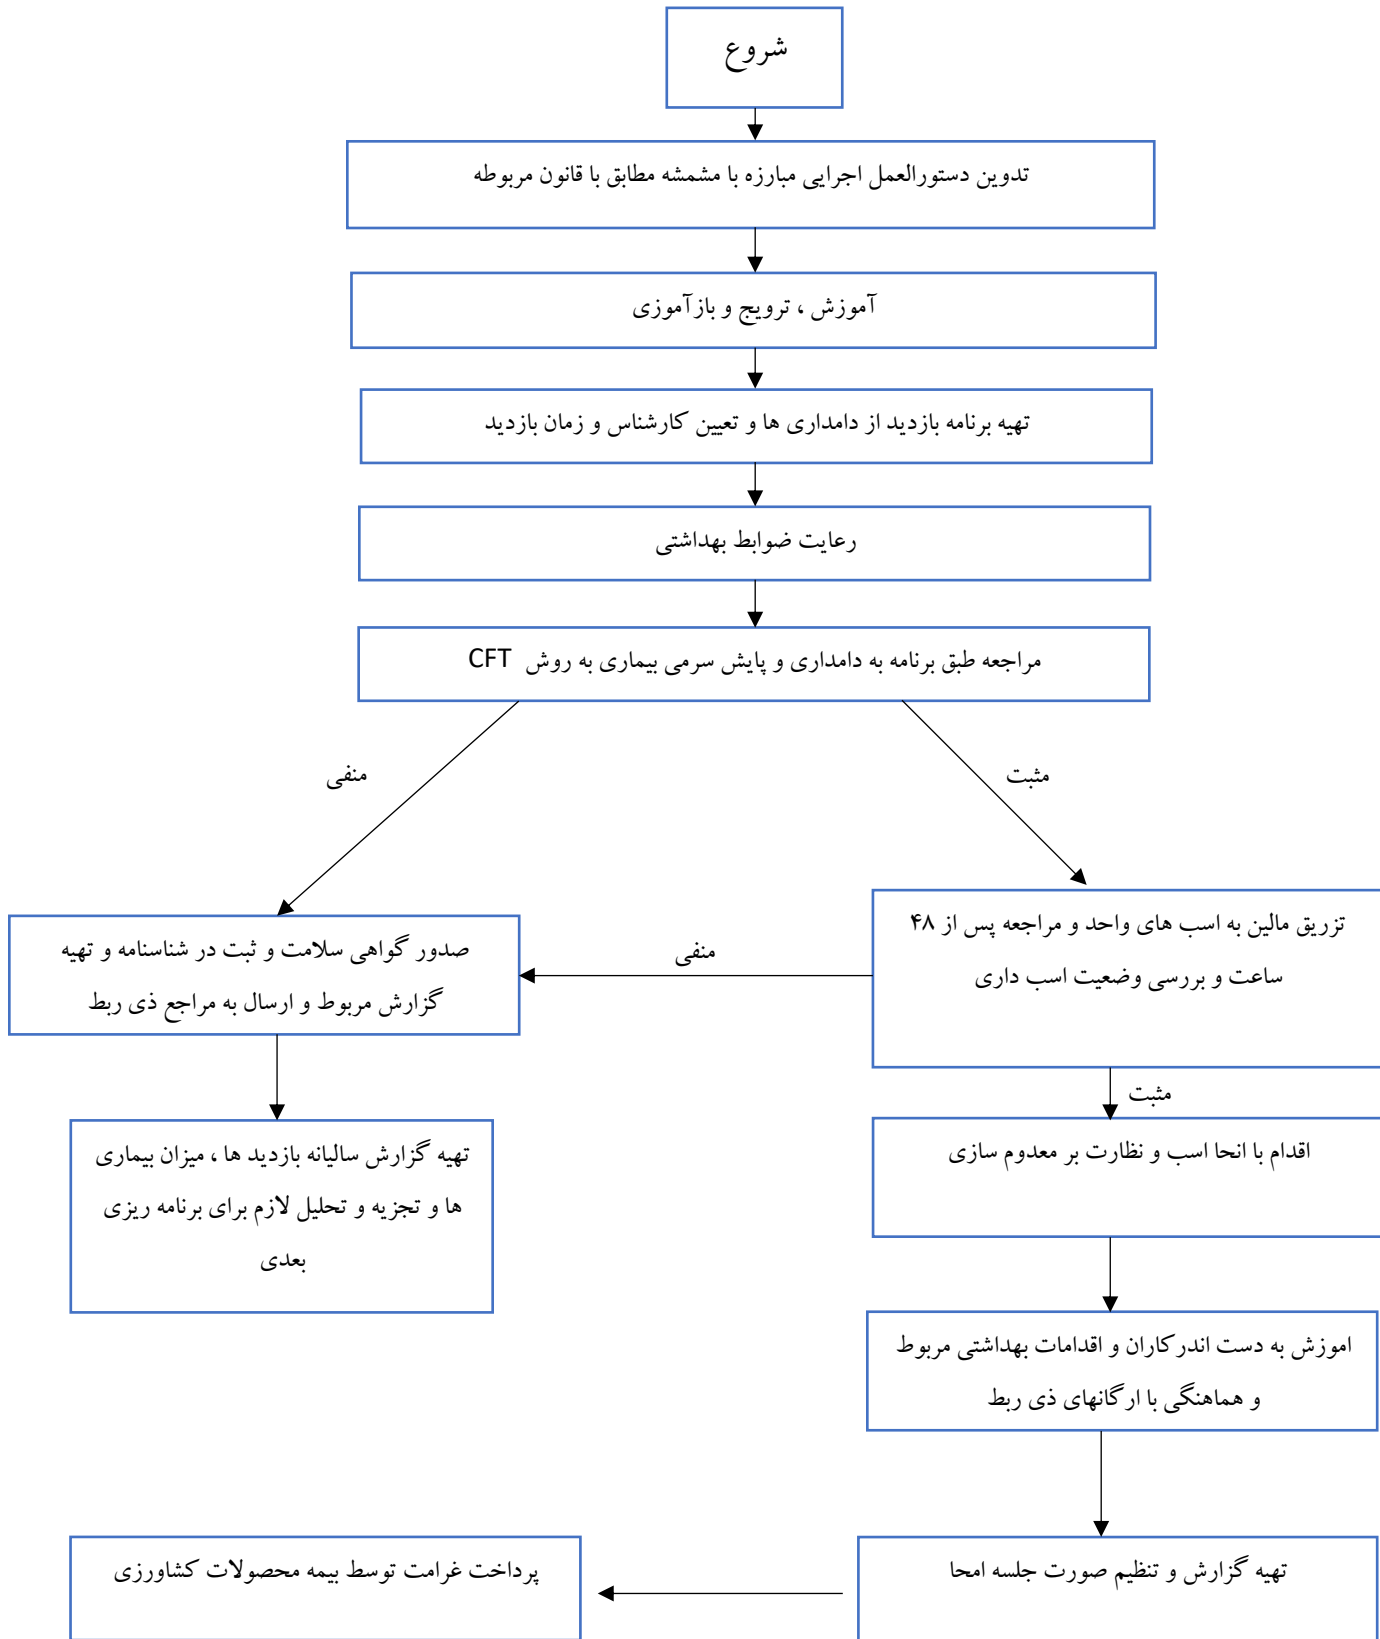 شروع
تدوین دستورالعمل اجرایی مبارزه با مشمشه مطابق با قانون مربوطه
آموزش ، ترویج و بازآموزی
تهیه برنامه بازدید از دامداری ها و تعیین کارشناس و زمان بازدید
رعایت ضوابط بهداشتی
مراجعه طبق برنامه به دامداری و پایش سرمی بیماری به روش CFT
مثبت
منفی
تزریق مالین به اسب های واحد و مراجعه پس از ۴۸
ساعت و بررسی وضعیت اسب داری
منفی
صدور گواهی سلامت و ثبت در شناسنامه و تهیه
گزارش مربوط و ارسال به مراجع ذی ربط
مثبت
اقدام با انحا اسب و نظارت بر معدوم سازی
تهیه گزارش سالیانه بازدید ها ، میزان بیماری
ها و تجزیه و تحلیل لازم برای برنامه ریزی
بعدی
اموزش به دست اندرکاران و اقدامات بهداشتی مربوط
و هماهنگی با ارگانهای ذی ربط
تهیه گزارش و تنظیم صورت جلسه امحا
پرداخت غرامت توسط بیمه محصولات کشاورزی